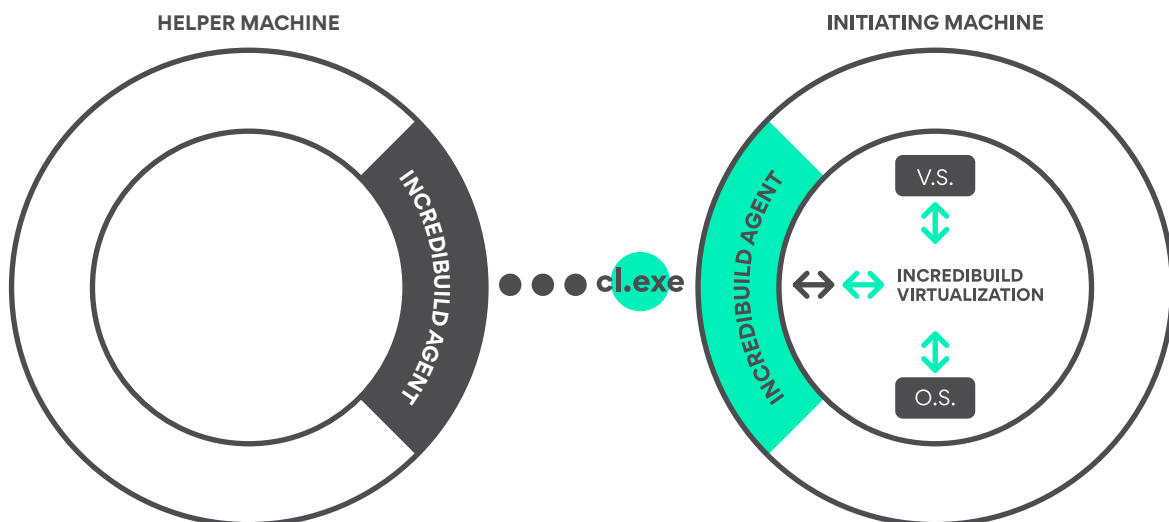 HELPER MACHINE
INITIATING MACHINE
INCREDIBUILD AGENT
cl.exe
INCREDIBUILD AGENT
V.S.
INCREDIBUILD
VIRTUALIZATION
O.S.